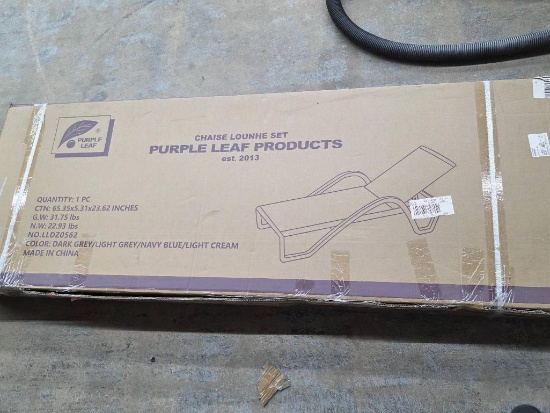 PURPLE
LEAF
®
CHAISE LOUNHE SET
PURPLE LEAF PRODUCTS
est. 2013
QUANTITY: 1 PC
CTN: 65.35x5.31x23.62 INCHES
G.W: 31.75 lbs
N.W: 22.93 lbs
NO.LLDZ0562
COLOR: DARK GREY/LIGHT GREY/NAVY BLUE/LIGHT CREAM
MADE IN CHINA